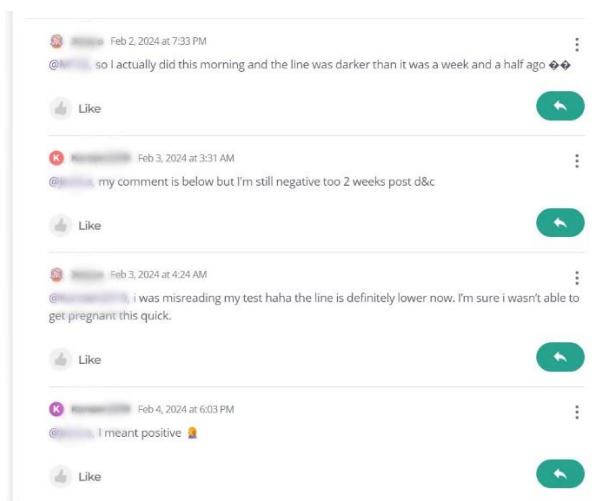 Feb 2, 2024 at 7:33 PM
@ so I actually did this morning and the line was darker than it was a week and a half ago ��
Like
K Feb 3, 2024 at 3:31 AM
@ my comment is below but I'm still negative too 2 weeks post d&c
Like
Feb 3, 2024 at 4:24 AM
@ , i was misreading my test haha the line is definitely lower now. I'm sure i wasn't able to
get pregnant this quick.
Like
K Feb 4, 2024 at 6:03 PM
@ , I meant positive 🤦‍♀️
Like